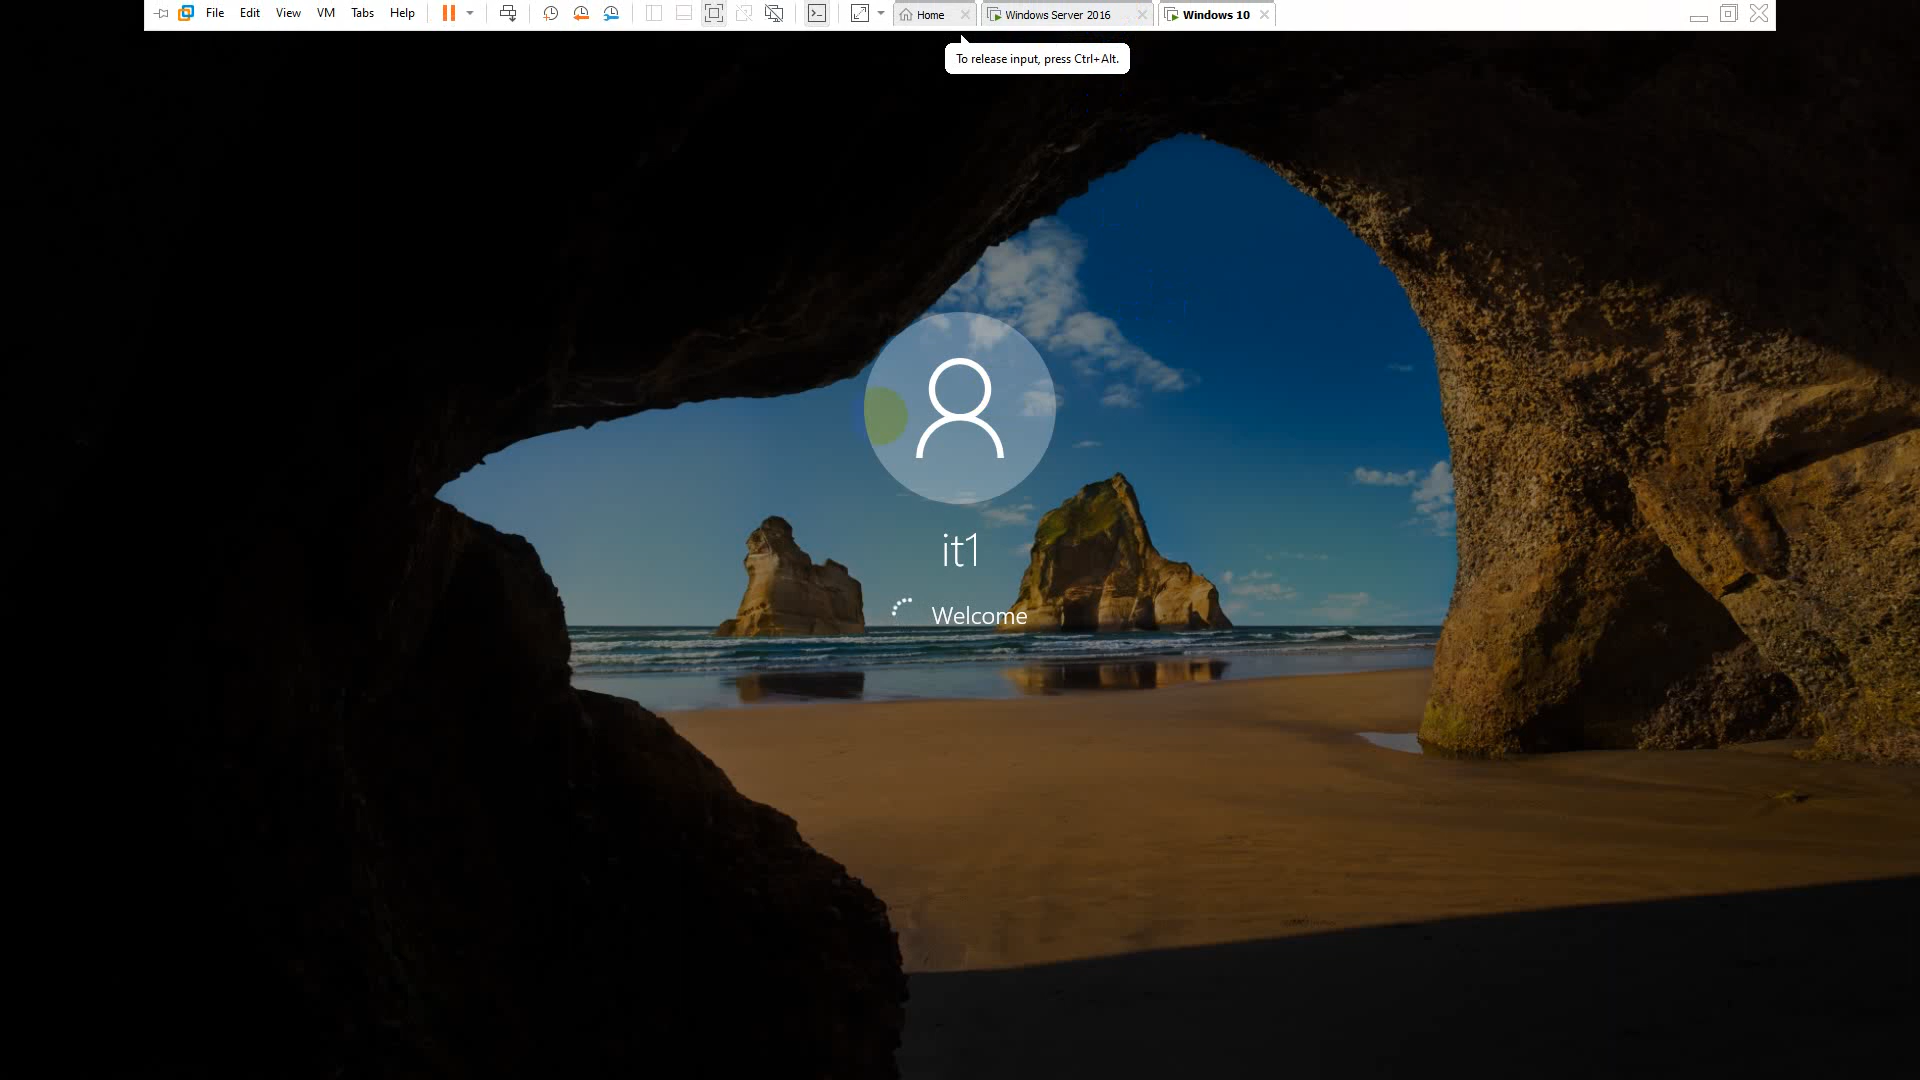 File Edit View VM Tabs Help Home Windows Server 2016 Windows 10
To release input, press Ctrl+Alt.
it1
Welcome